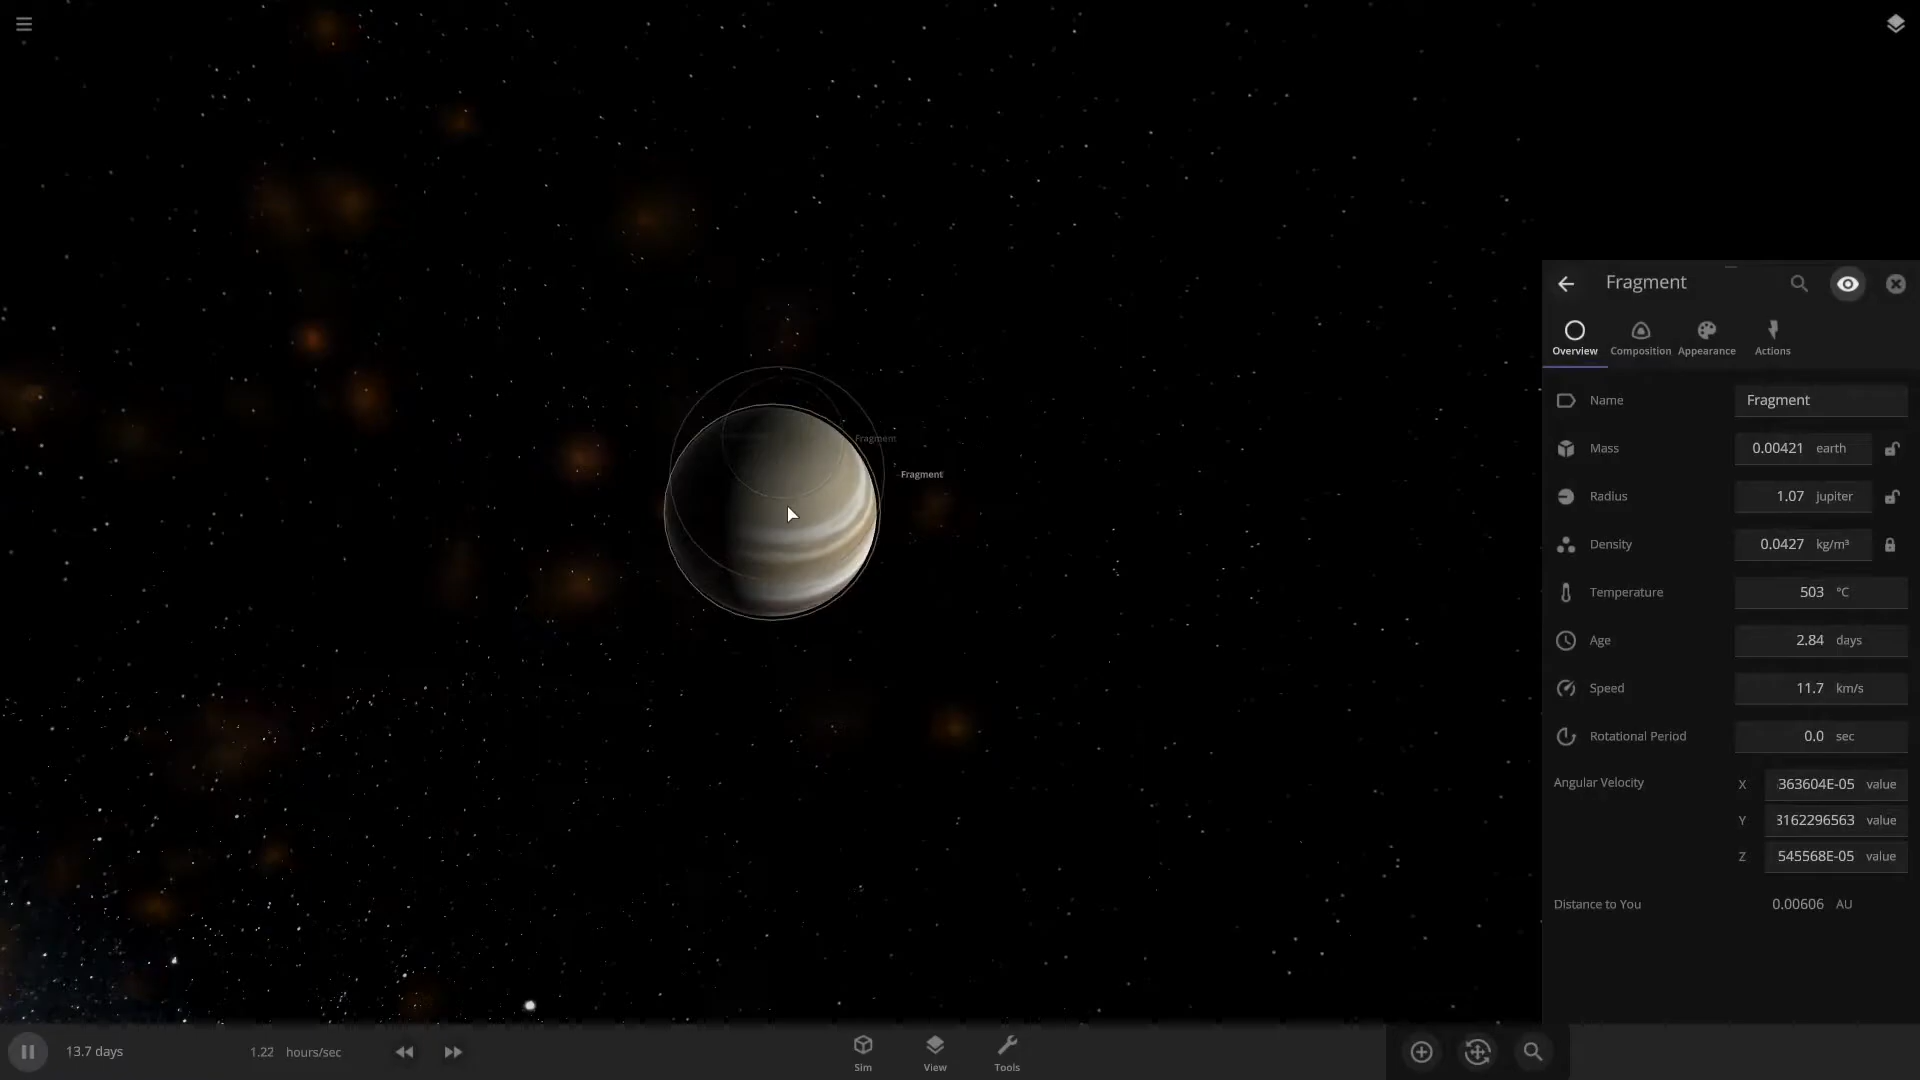 Fragment
Overview Composition Appearance Actions
Name Fragment
Mass 0.00421 earth
Radius 1.07 jupiter
Density 0.0427 kg/m³
Temperature 503 °C
Age 2.84 days
Speed 11.7 km/s
Rotational Period 0.0 sec
Angular Velocity X 363604E-05 value
Y 3162296563 value
Z 545568E-05 value
Distance to You 0.00606 AU
Fragment
Fragment
13.7 days 1.22 hours/sec
Sim View Tools